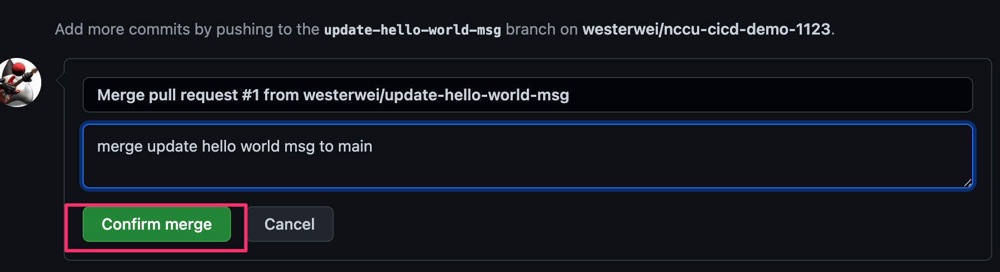 Add more commits by pushing to the update-hello-world-msg branch on westerwei/nccu-cicd-demo-1123.
Merge pull request #1 from westerwei/update-hello-world-msg
merge update hello world msg to main
Confirm merge Cancel